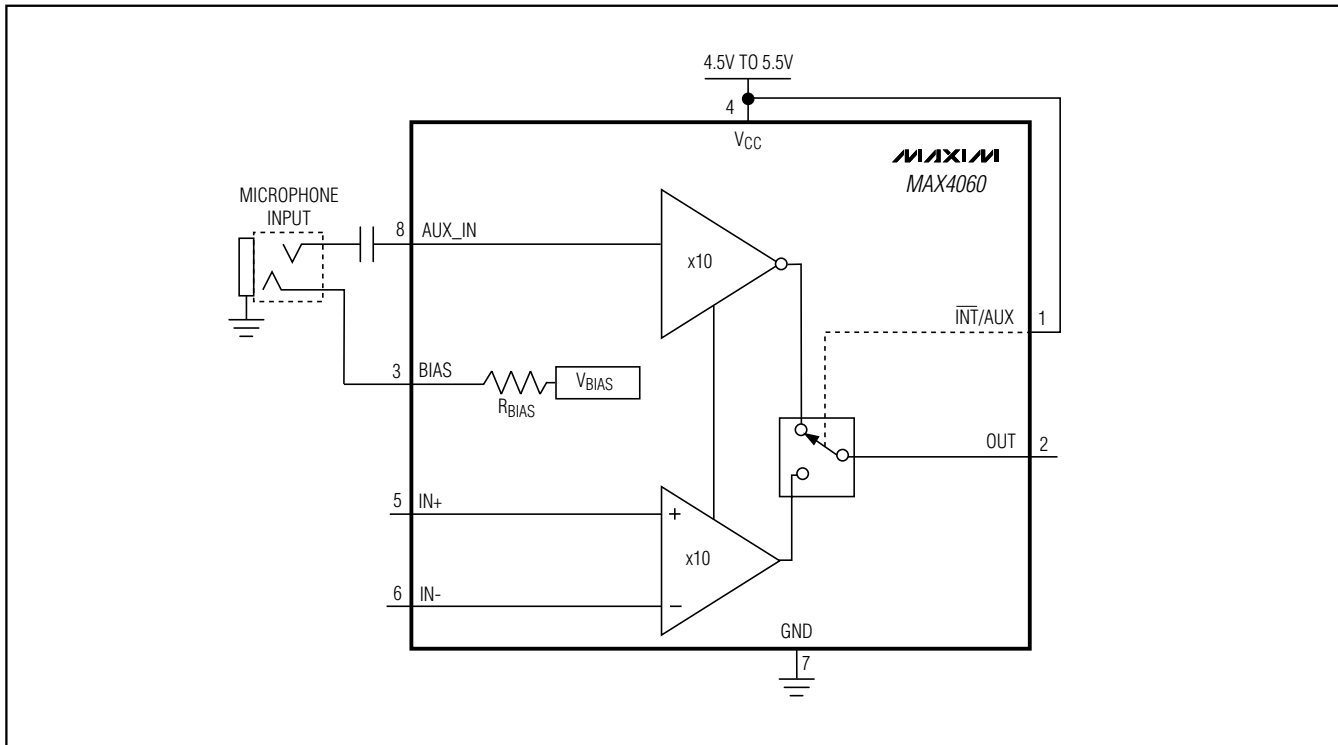 4.5V TO 5.5V
4
VCC
MAXIM
MAX4060
MICROPHONE
INPUT
8 AUX_IN
x10
INT/AUX 1
3 BIAS
VBIAS
RBIAS
OUT 2
5 IN+
+
x10
6 IN-
−
GND
7